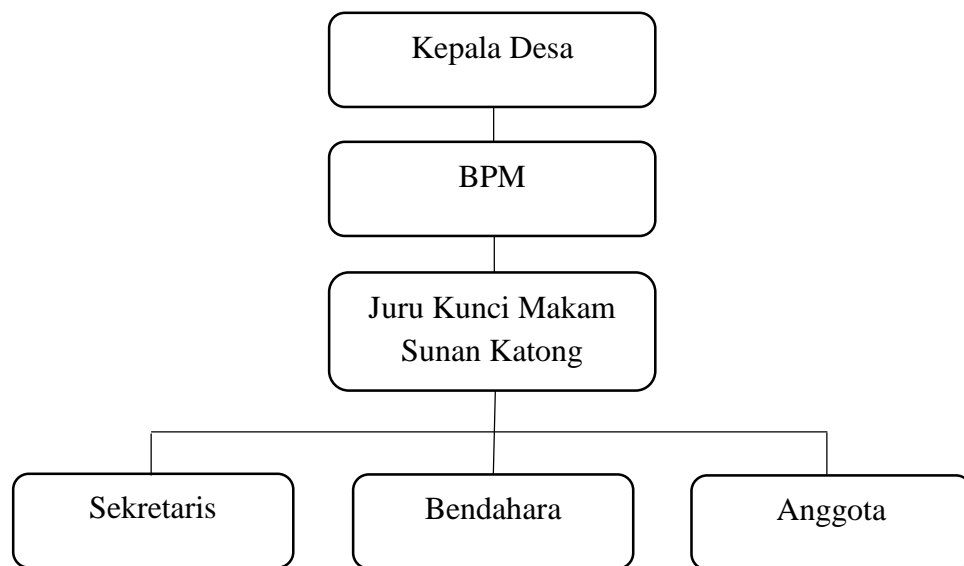 Kepala Desa
BPM
Juru Kunci Makam
Sunan Katong
Sekretaris
Bendahara
Anggota